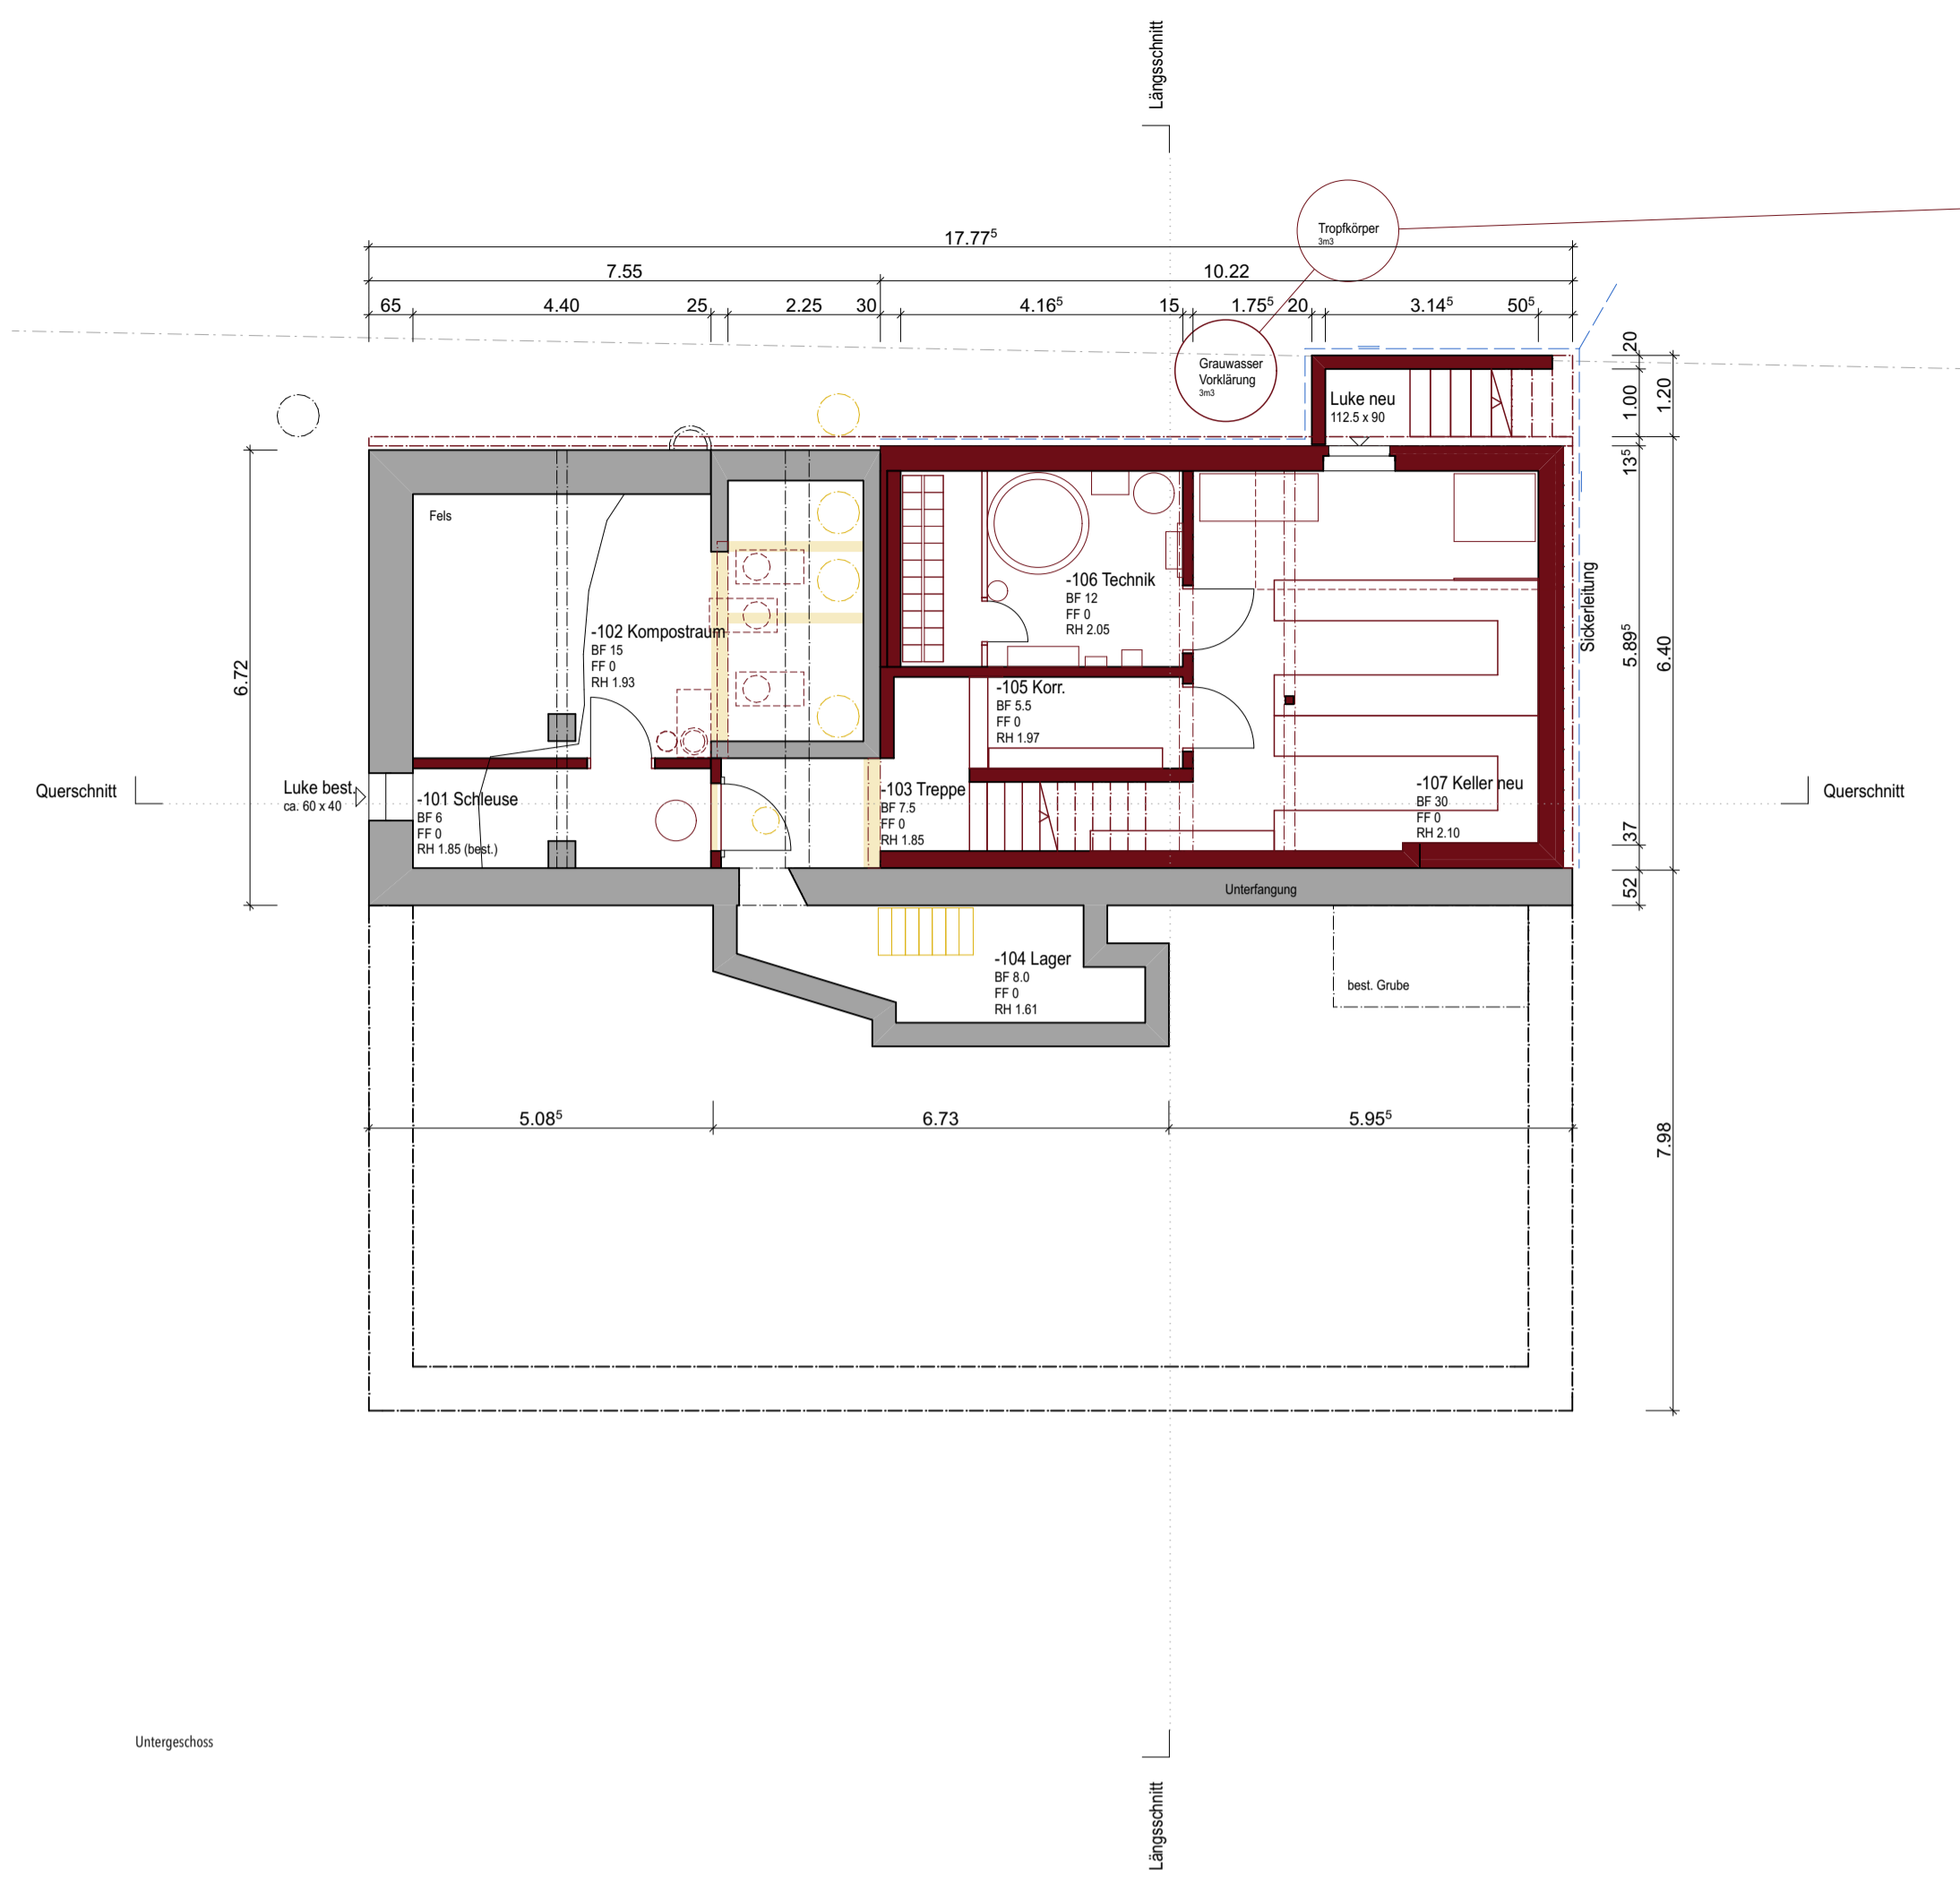 Längsschnitt
Tropfkörper
3m3
17.77⁵
7.55
10.22
65
4.40
25
2.25
30
4.16⁵
15
1.75⁵
20
3.14⁵
50⁵
Grauwasser
Vorklärung
3m3
Luke neu
112.5 x 90
20
1.00
1.20
13⁵
5.89⁵
6.40
37
52
7.98
Sickerleitung
Fels
6.72
-102 Kompostraum
BF 15
FF 0
RH 1.93
-106 Technik
BF 12
FF 0
RH 2.05
-105 Korr.
BF 5.5
FF 0
RH 1.97
Querschnitt
Luke best.
ca. 60 x 40
-101 Schleuse
BF 6
FF 0
RH 1.85 (best.)
-103 Treppe
BF 7.5
FF 0
RH 1.85
-107 Keller neu
BF 30
FF 0
RH 2.10
Querschnitt
Unterfangung
-104 Lager
BF 8.0
FF 0
RH 1.61
best. Grube
5.08⁵
6.73
5.95⁵
Untergeschoss
Längsschnitt